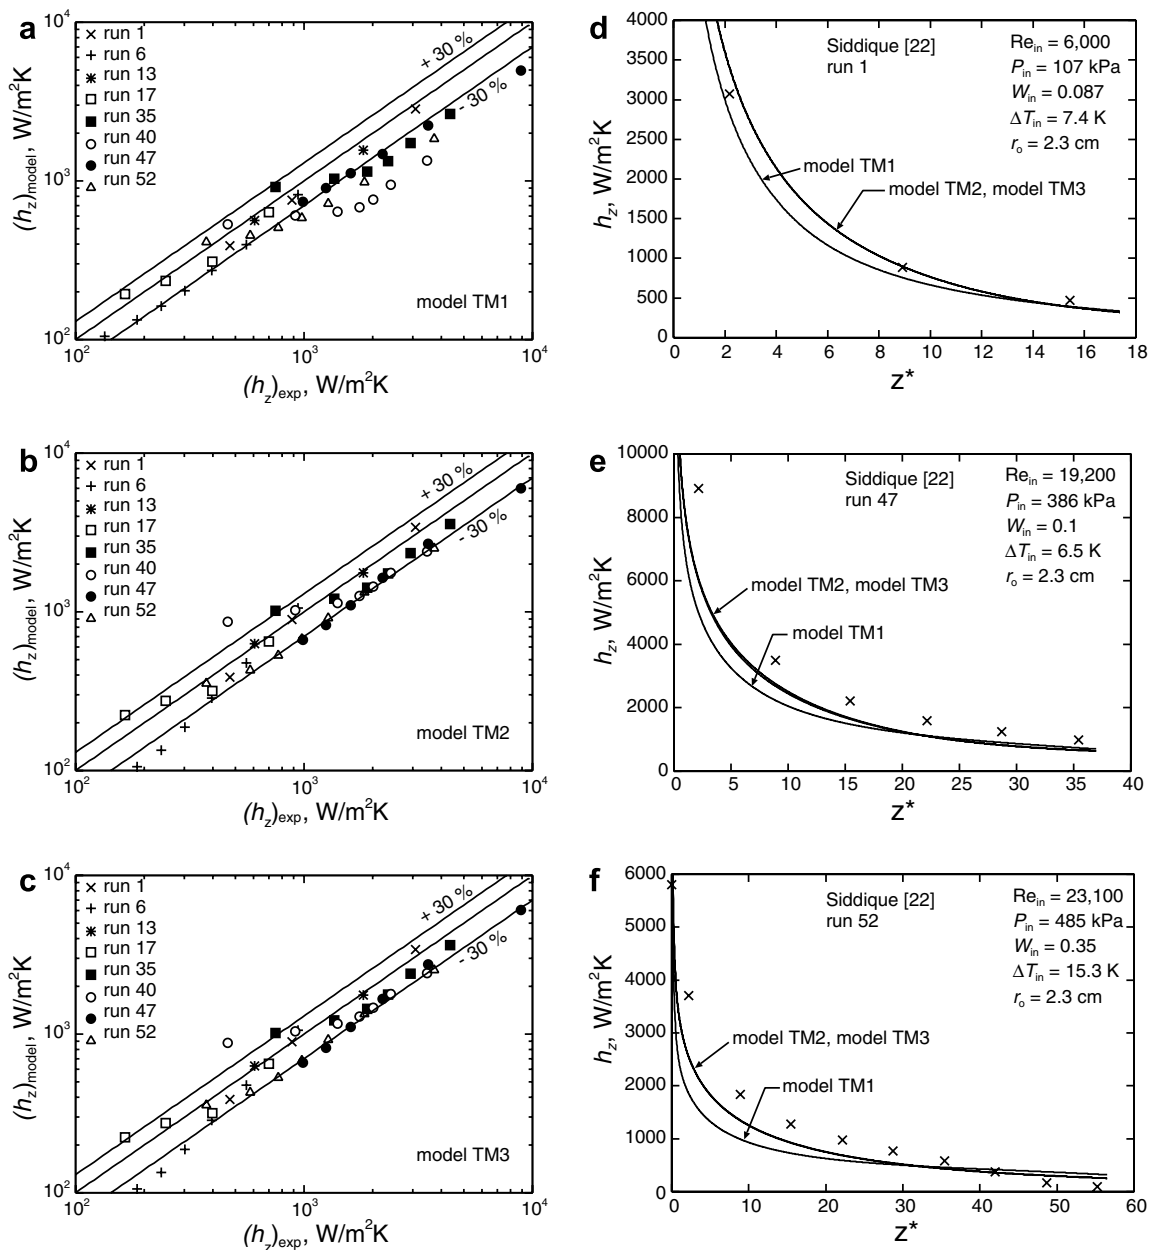 a
10⁴
× run 1
+ run 6
✳ run 13
□ run 17
■ run 35
○ run 40
● run 47
△ run 52
+ 30 %
- 30 %
(h_z)model, W/m²K
10³
model TM1
10²
10² 10³ 10⁴
(h_z)exp, W/m²K
d
4000
3500
3000
2500
2000
1500
1000
500
0
h_z, W/m²K
Siddique [22]
run 1
Re_in = 6,000
P_in = 107 kPa
W_in = 0.087
ΔT_in = 7.4 K
r_o = 2.3 cm
model TM1
model TM2, model TM3
0 2 4 6 8 10 12 14 16 18
z*
b
10⁴
× run 1
+ run 6
✳ run 13
□ run 17
■ run 35
○ run 40
● run 47
△ run 52
+ 30 %
- 30 %
(h_z)model, W/m²K
10³
model TM2
10²
10² 10³ 10⁴
(h_z)exp, W/m²K
e
10000
8000
6000
4000
2000
0
h_z, W/m²K
Siddique [22]
run 47
Re_in = 19,200
P_in = 386 kPa
W_in = 0.1
ΔT_in = 6.5 K
r_o = 2.3 cm
model TM2, model TM3
model TM1
0 5 10 15 20 25 30 35 40
z*
c
10⁴
× run 1
+ run 6
✳ run 13
□ run 17
■ run 35
○ run 40
● run 47
△ run 52
+ 30 %
- 30 %
(h_z)model, W/m²K
10³
model TM3
10²
10² 10³ 10⁴
(h_z)exp, W/m²K
f
6000
5000
4000
3000
2000
1000
0
h_z, W/m²K
Siddique [22]
run 52
Re_in = 23,100
P_in = 485 kPa
W_in = 0.35
ΔT_in = 15.3 K
r_o = 2.3 cm
model TM2, model TM3
model TM1
0 10 20 30 40 50 60
z*